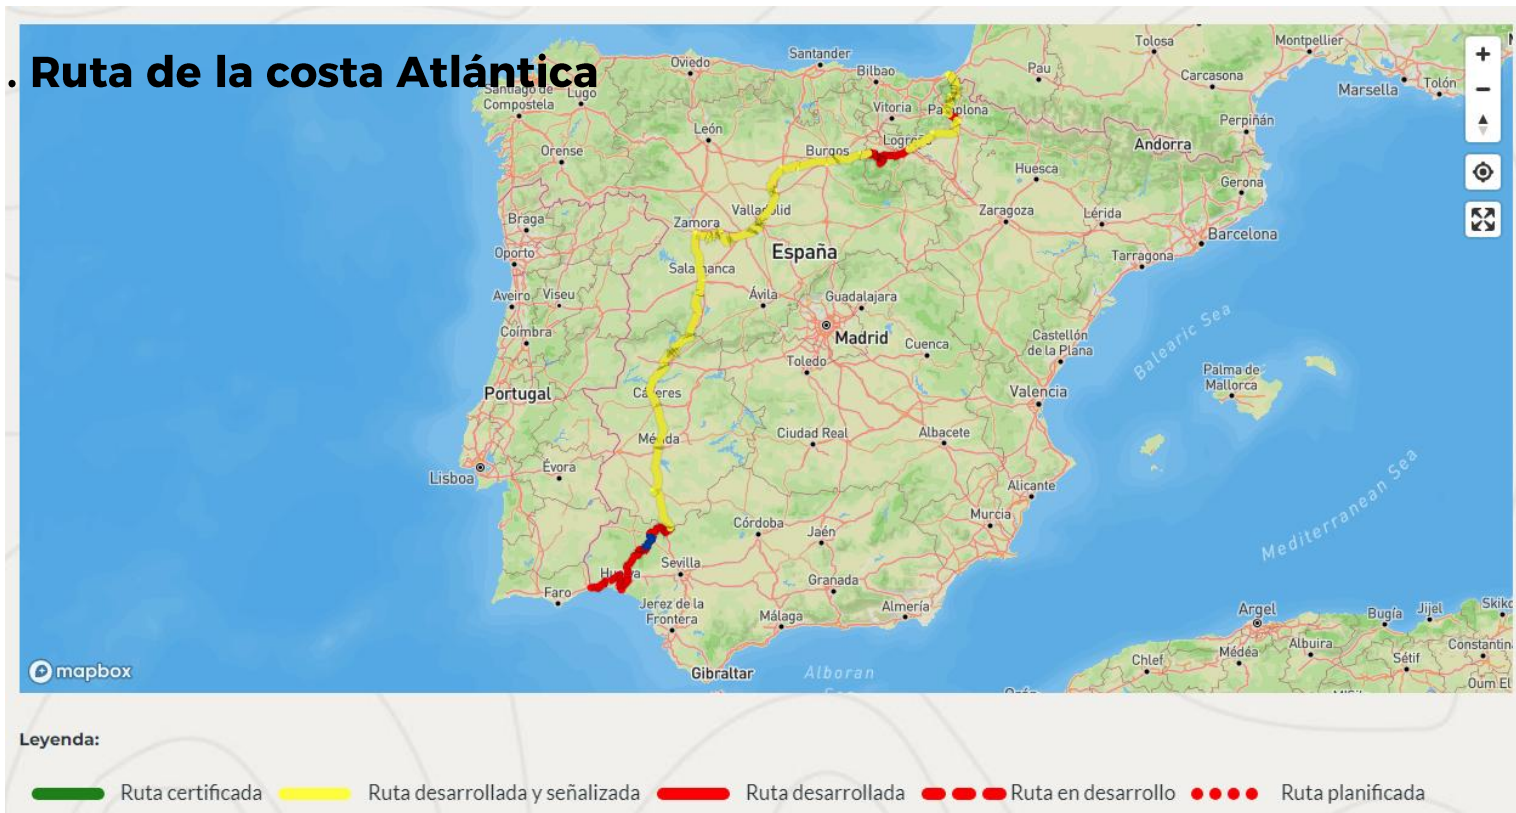 . Ruta de la costa Atlántica
Santiago de
Compostela
Lugo
Oviedo
Santander
Bilbao
Tolosa
Montpellier
Pau
Carcasona
Marsella
Tolón
Vitoria
Pamplona
Perpiñán
León
Burgos
Logroño
Andorra
Orense
Huesca
Gerona
Braga
Zamora
Valladolid
Zaragoza
Lérida
Barcelona
Oporto
España
Tarragona
Salamanca
Aveiro
Viseu
Ávila
Guadalajara
Coímbra
Madrid
Cuenca
Castellón
de la Plana
Balearic Sea
Toledo
Palma de
Mallorca
Portugal
Cáceres
Valencia
Mérida
Ciudad Real
Albacete
Lisboa
Évora
Alicante
Murcia
Córdoba
Jaén
Mediterranean Sea
Sevilla
Huelva
Granada
Faro
Jerez de la
Frontera
Málaga
Almería
Argel
Bugía
Jijel
Gibraltar
Alboran
Chlef
Médéa
Albuira
Sétif
mapbox
Leyenda:
Ruta certificada
Ruta desarrollada y señalizada
Ruta desarrollada
Ruta en desarrollo
Ruta planificada